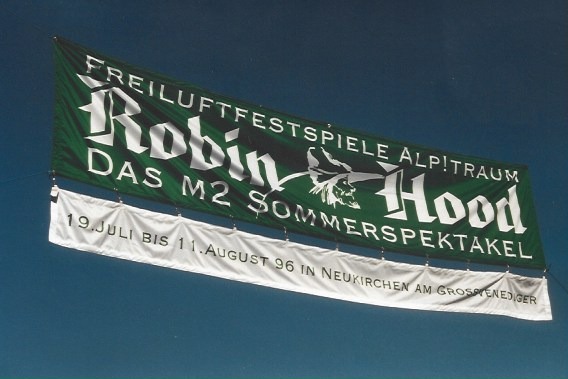 FREILUFTFESTSPIELE ALP!TRAUM
Robin Hood
DAS M2 SOMMERSPEKTAKEL
19.JULI BIS 11.AUGUST 96 IN NEUKIRCHEN AM GROSSVENEDIGER